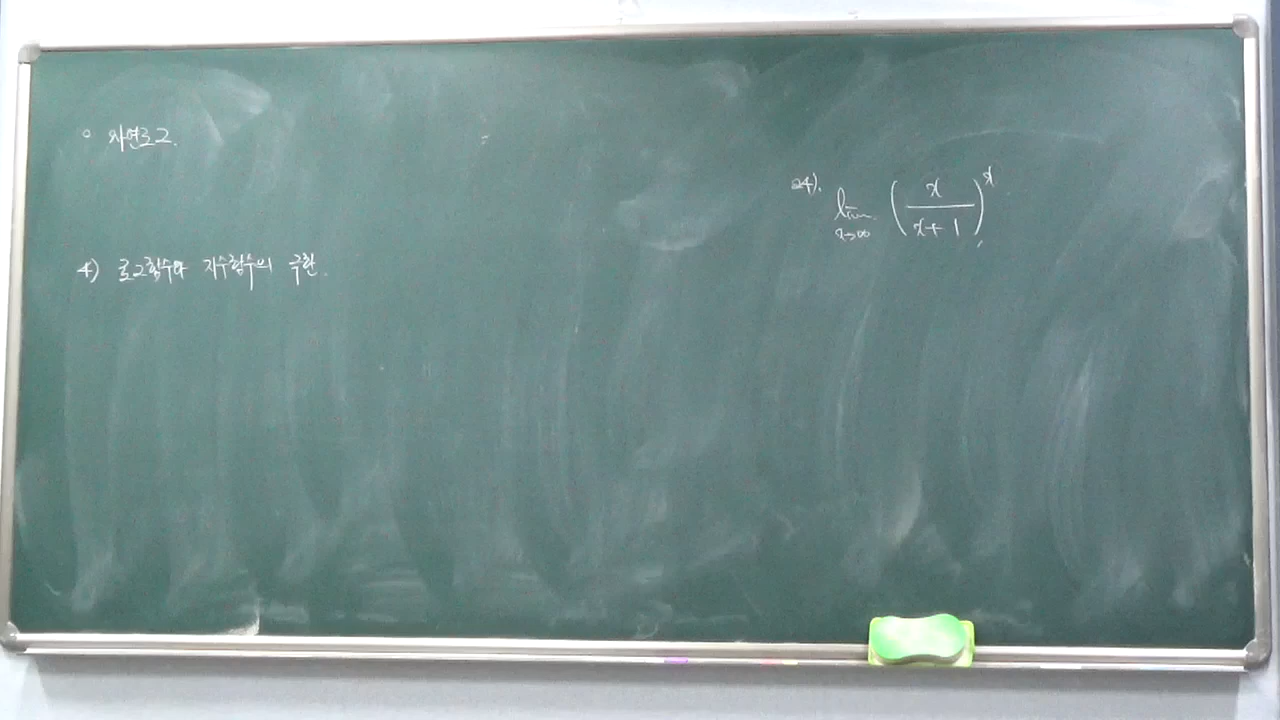 ◦ 자연로그.
4) 로그함수와 지수함수의 극한.
24). lim x→∞ (x/(x+1))^x